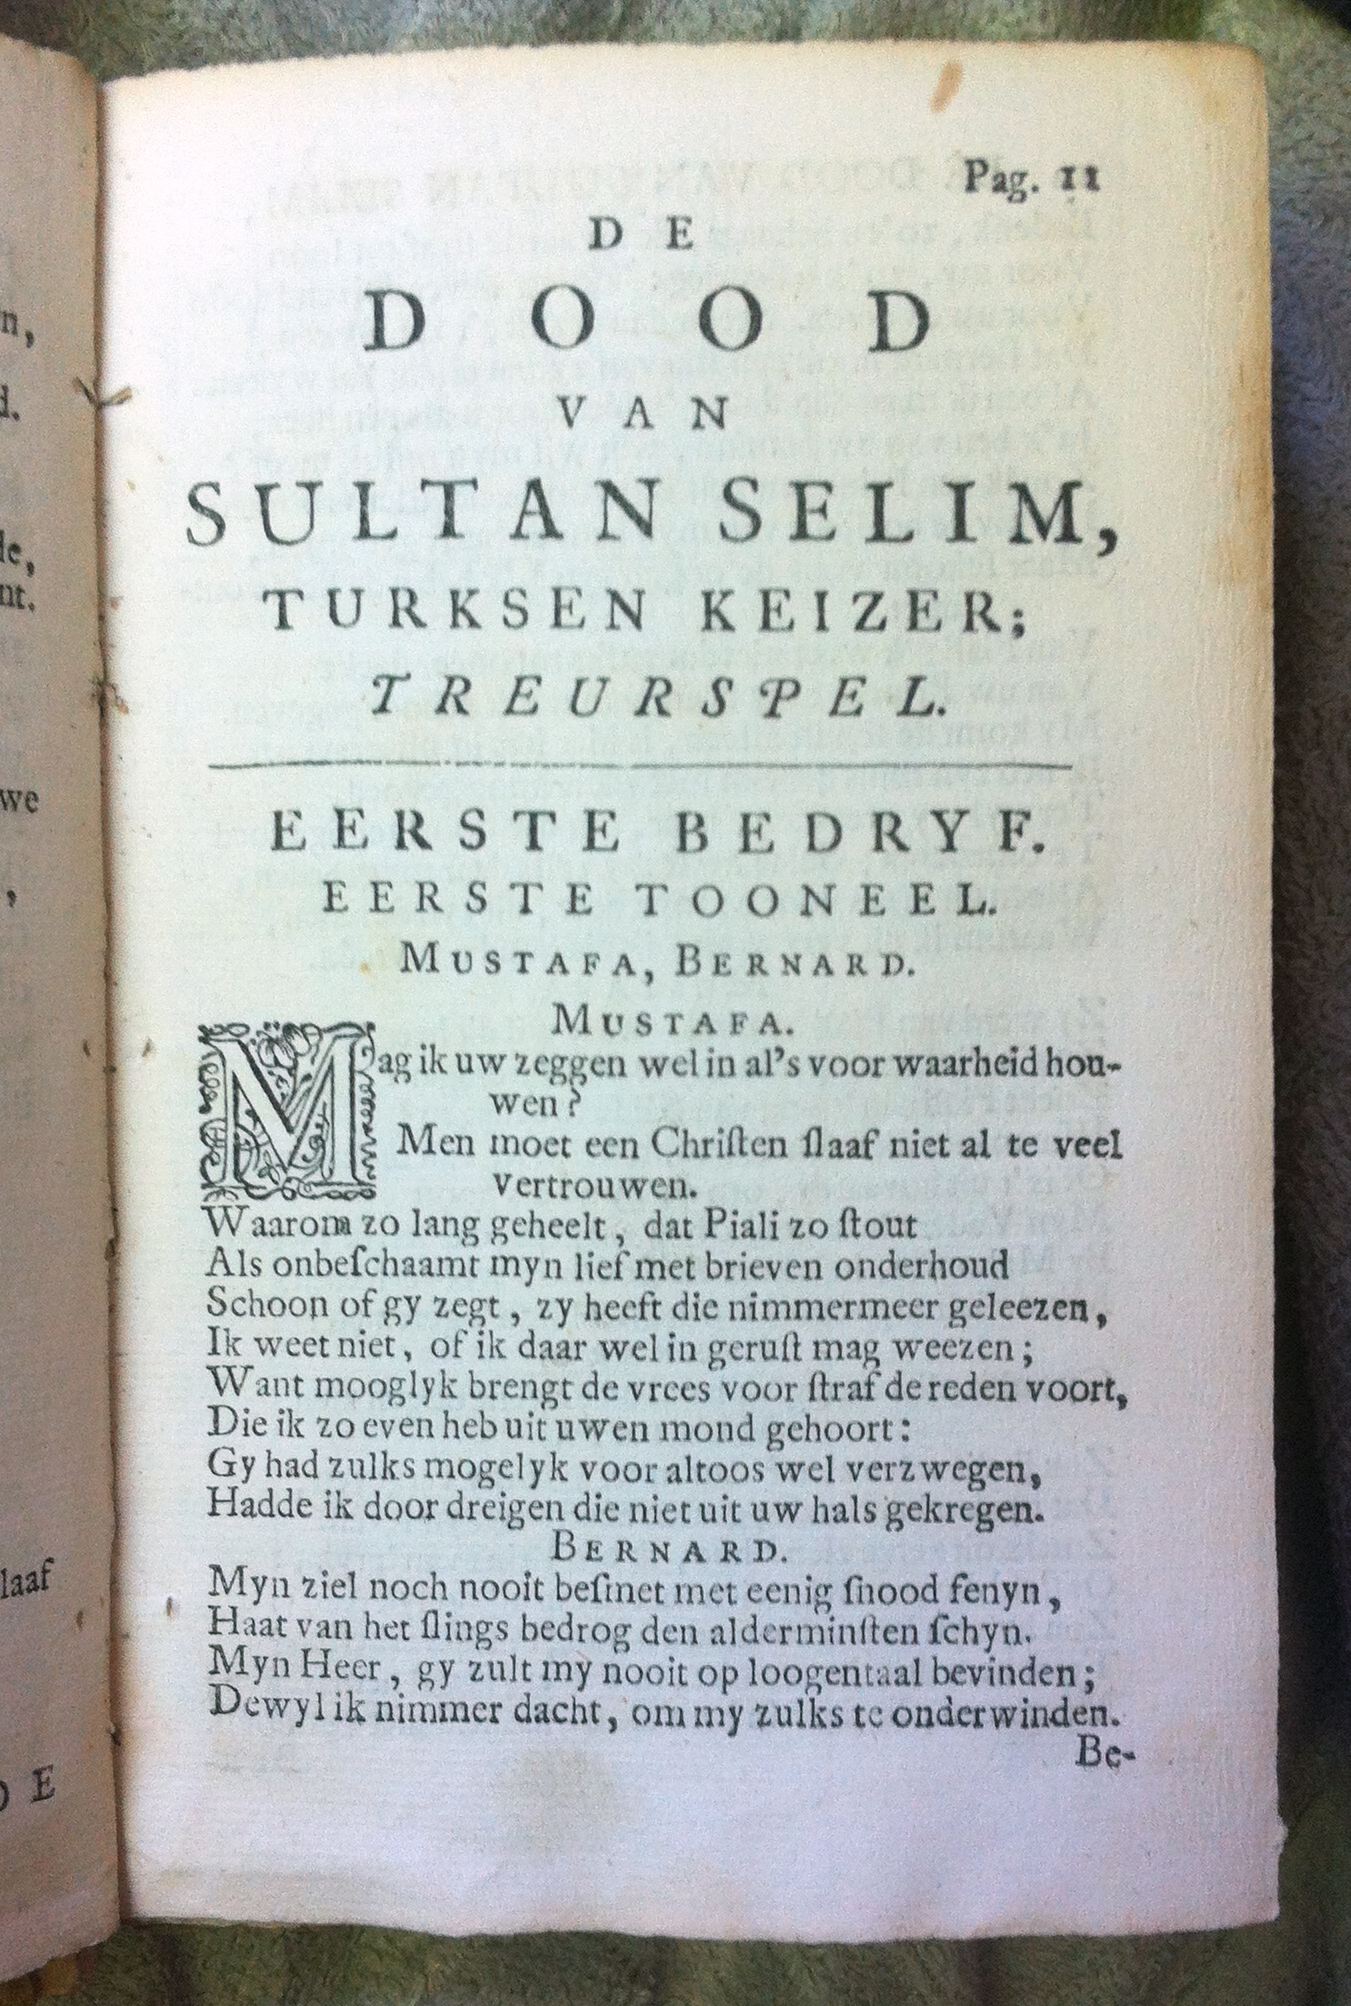 Pag. 11
DE
DOOD
VAN
SULTAN SELIM,
TURKSEN KEIZER;
TREURSPEL.
EERSTE BEDRYF.
EERSTE TOONEEL.
MUSTAFA, BERNARD.
MUSTAFA.
Mag ik uw zeggen wel in al's voor waarheid hou-
wen?
Men moet een Chriſten ſlaaf niet al te veel
vertrouwen.
Waarom zo lang geheelt, dat Piali zo ſtout
Als onbeſchaamt myn lief met brieven onderhoud
Schoon of gy zegt, zy heeft die nimmermeer geleezen,
Ik weet niet, of ik daar wel in geruſt mag weezen;
Want mooglyk brengt de vrees voor ſtraf de reden voort,
Die ik zo even heb uit uwen mond gehoort:
Gy had zulks mogelyk voor altoos wel verzwegen,
Hadde ik door dreigen die niet uit uw hals gekregen.
BERNARD.
Myn ziel noch nooit beſmet met eenig ſnood fenyn,
Haat van het ſlings bedrog den alderminſten ſchyn.
Myn Heer, gy zult my nooit op loogentaal bevinden;
Dewyl ik nimmer dacht, om my zulks te onderwinden.
Be-
n,
d.
de,
nt.
we
,
laaf
D E